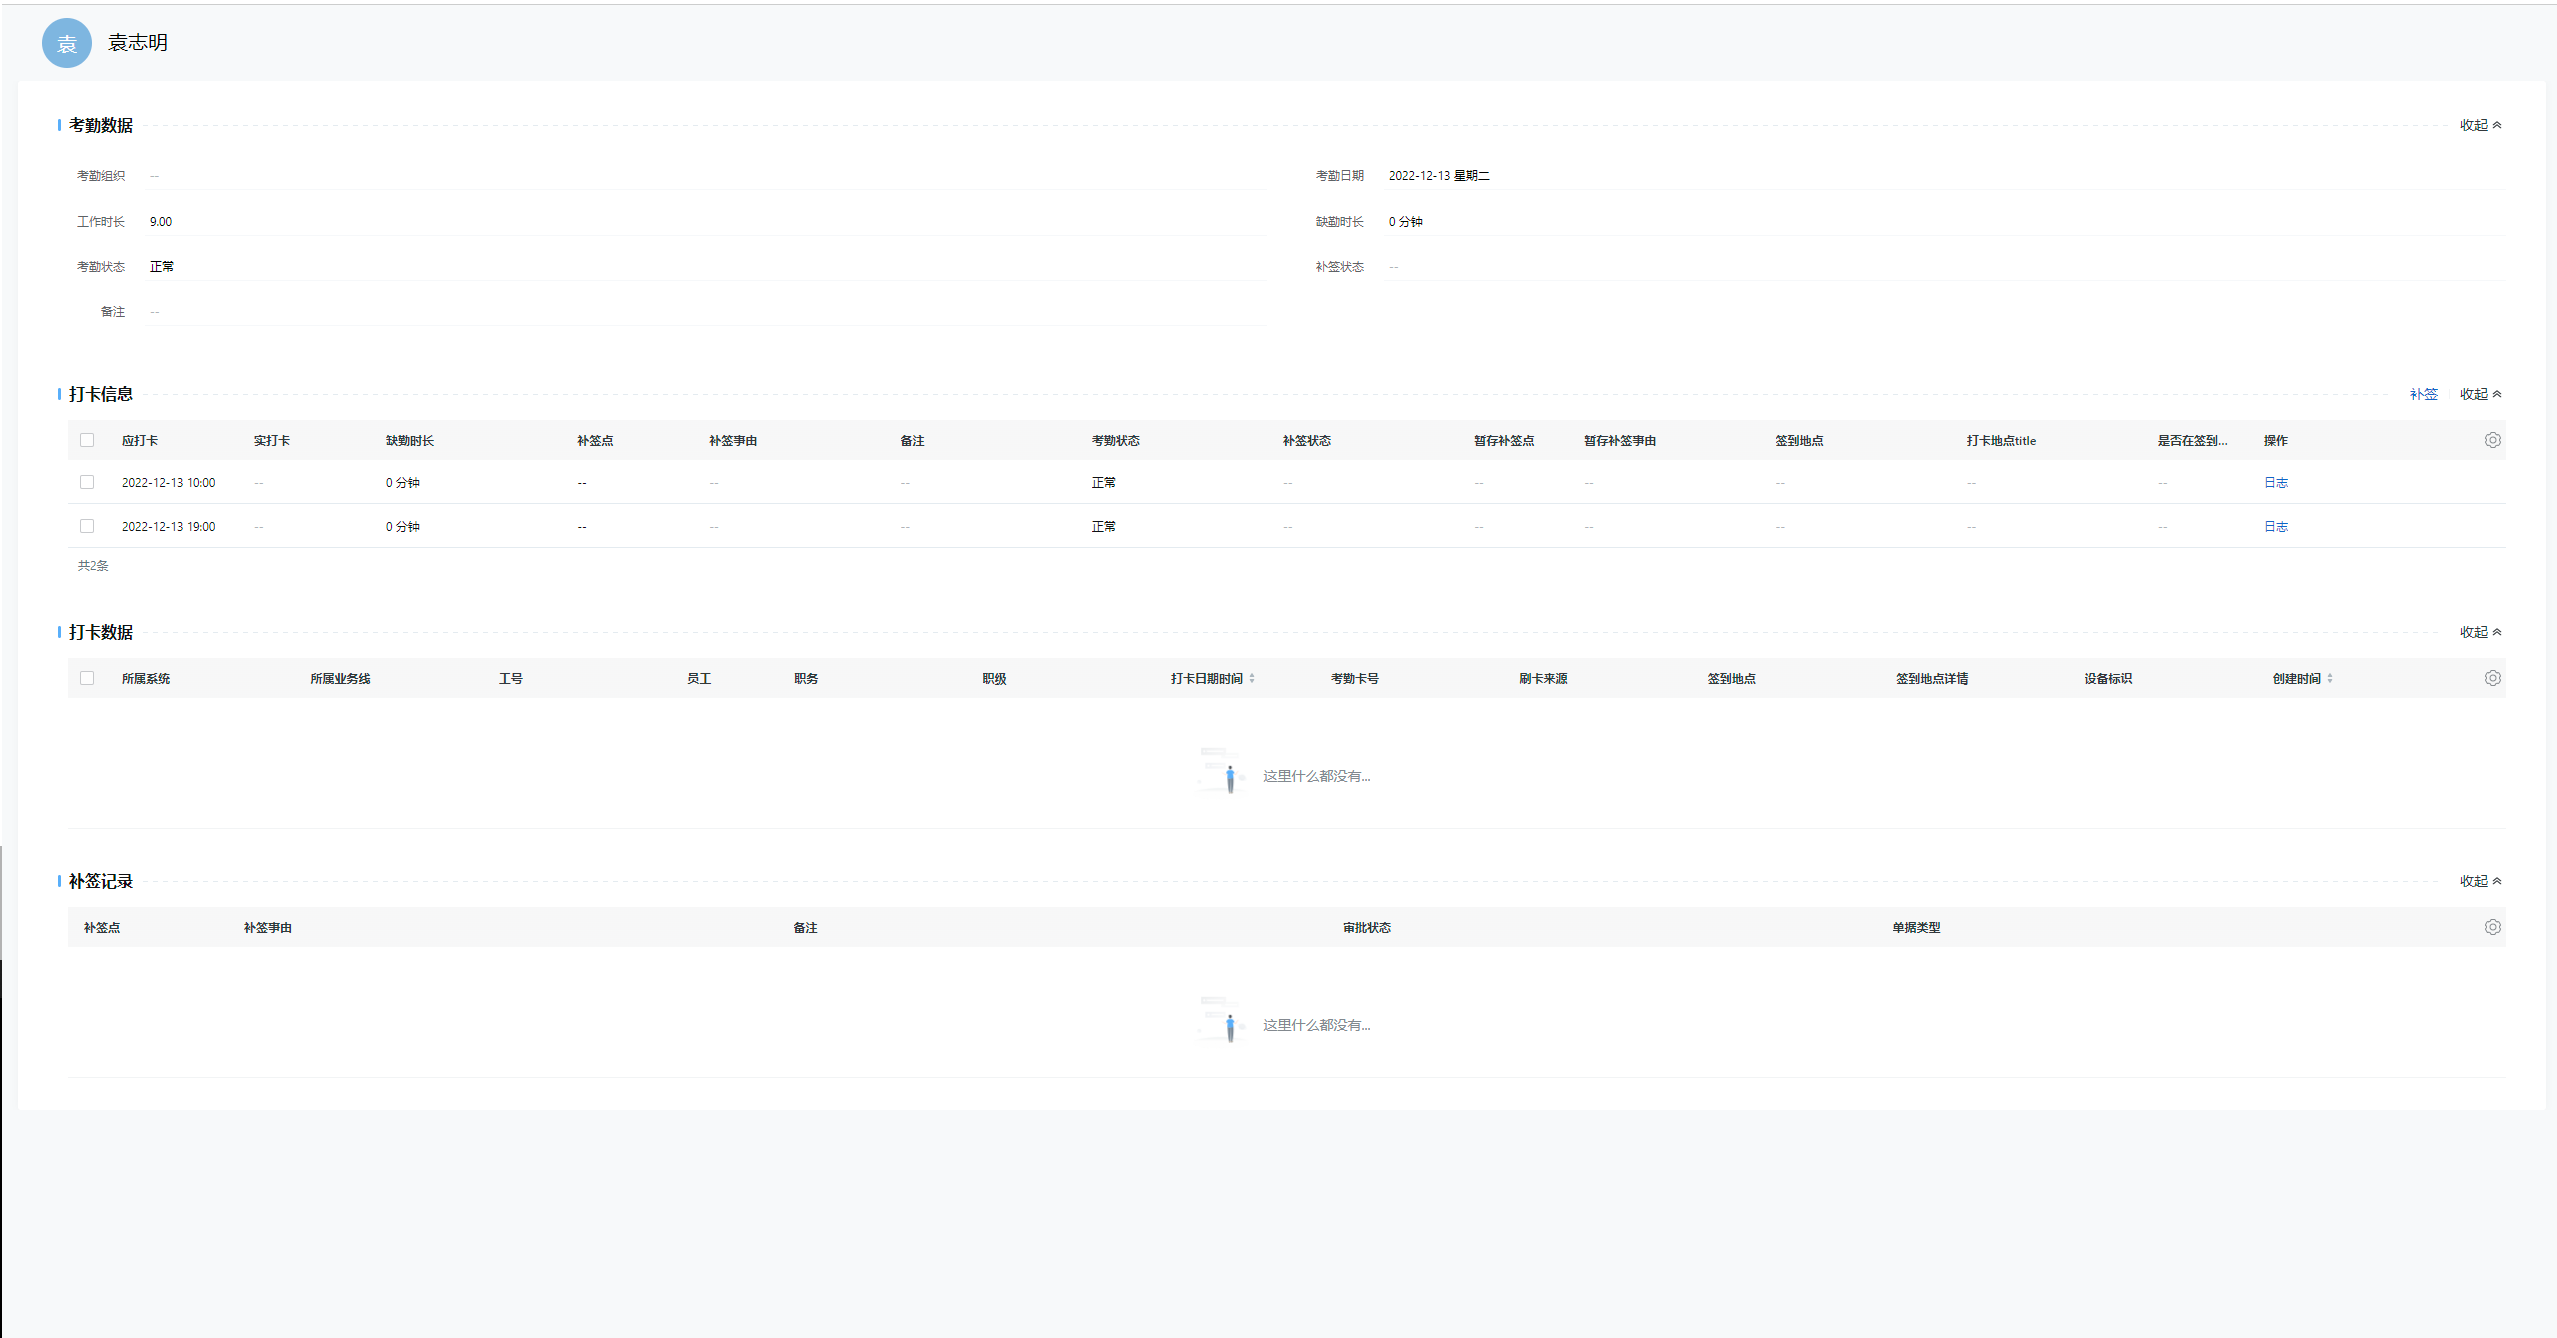 袁 袁志明
考勤数据 收起
考勤组织 -- 考勤日期 2022-12-13 星期二
工作时长 9.00 缺勤时长 0 分钟
考勤状态 正常 补签状态 --
备注 --
打卡信息 补签 收起
应打卡 实打卡 缺勤时长 补签点 补签事由 备注 考勤状态 补签状态 暂存补签点 暂存补签事由 签到地点 打卡地点title 是否在签到... 操作
2022-12-13 10:00 -- 0 分钟 -- -- -- 正常 -- -- -- -- -- -- 日志
2022-12-13 19:00 -- 0 分钟 -- -- -- 正常 -- -- -- -- -- -- 日志
共2条
打卡数据 收起
所属系统 所属业务线 工号 员工 职务 职级 打卡日期时间 考勤卡号 刷卡来源 签到地点 签到地点详情 设备标识 创建时间
这里什么都没有...
补签记录 收起
补签点 补签事由 备注 审批状态 单据类型
这里什么都没有...